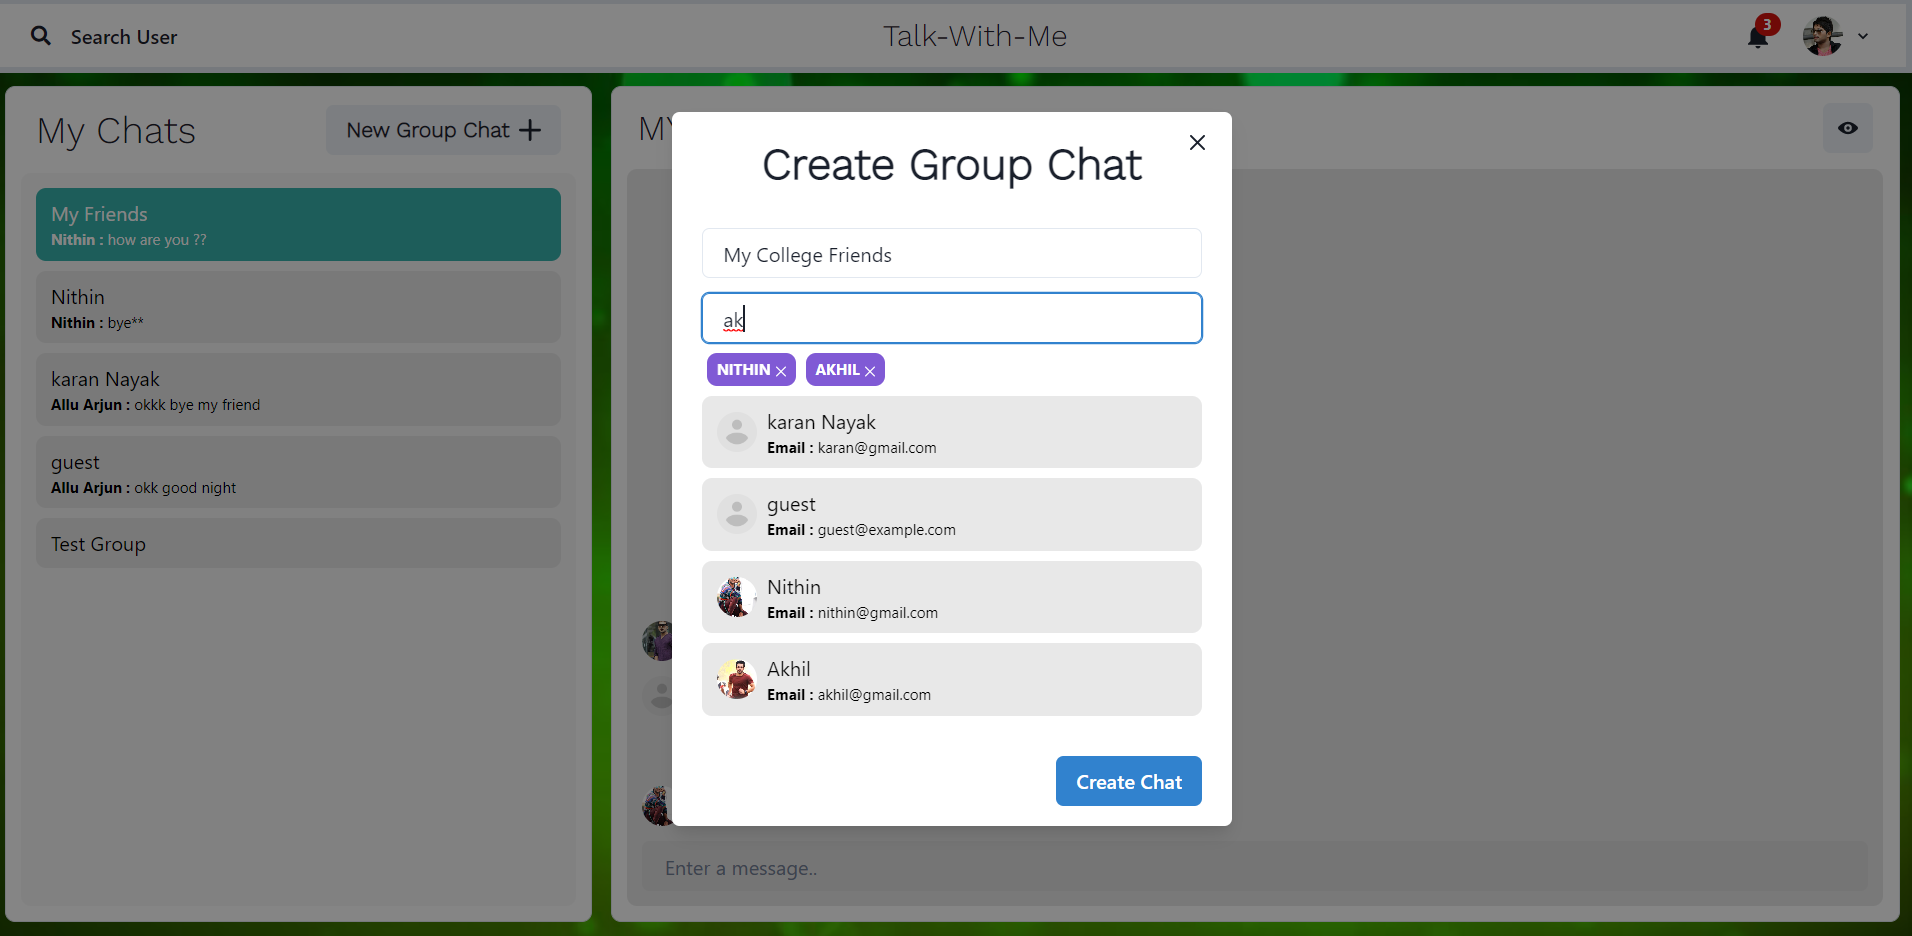 Search User
Talk-With-Me
3
My Chats
New Group Chat
My Friends
Nithin : how are you ??
Nithin
Nithin : bye**
karan Nayak
Allu Arjun : okkk bye my friend
guest
Allu Arjun : okk good night
Test Group
MY
Create Group Chat
My College Friends
ak
NITHIN
AKHIL
karan Nayak
Email : karan@gmail.com
guest
Email : guest@example.com
Nithin
Email : nithin@gmail.com
Akhil
Email : akhil@gmail.com
Create Chat
Enter a message..